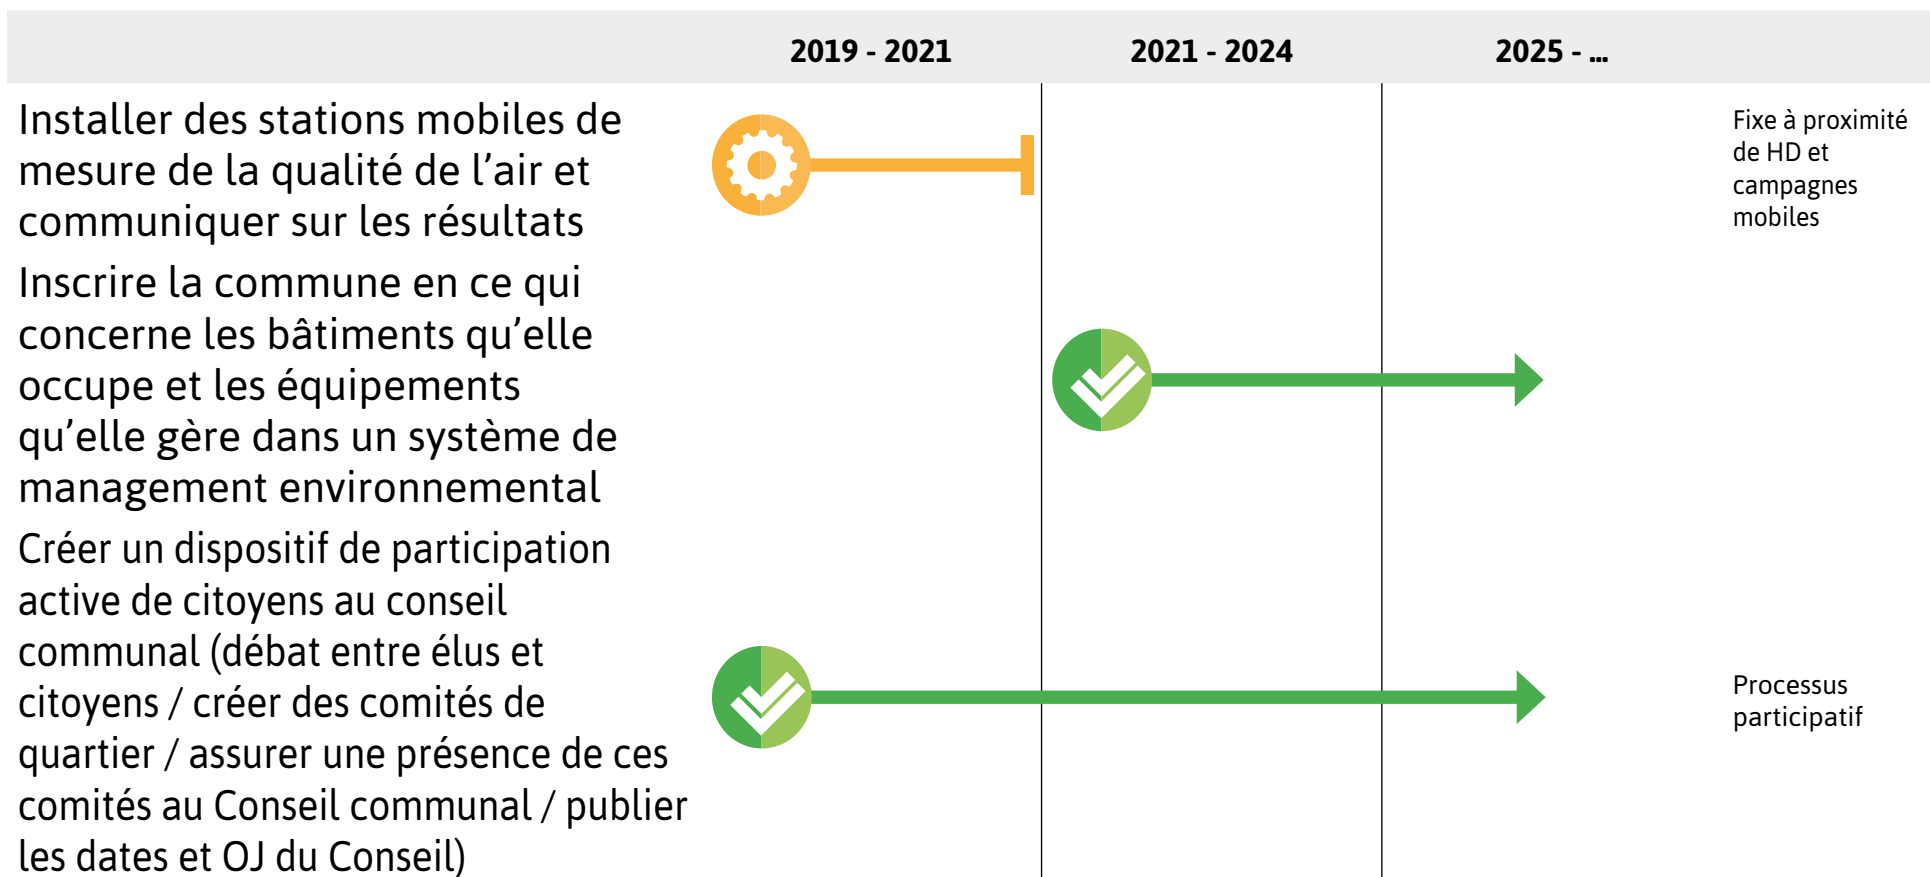 2019 - 2021
2021 - 2024
2025 - ...
Installer des stations mobiles de
mesure de la qualité de l’air et
communiquer sur les résultats
Fixe à proximité
de HD et
campagnes
mobiles
Inscrire la commune en ce qui
concerne les bâtiments qu’elle
occupe et les équipements
qu’elle gère dans un système de
management environnemental
Créer un dispositif de participation
active de citoyens au conseil
communal (débat entre élus et
citoyens / créer des comités de
quartier / assurer une présence de ces
comités au Conseil communal / publier
les dates et OJ du Conseil)
Processus
participatif